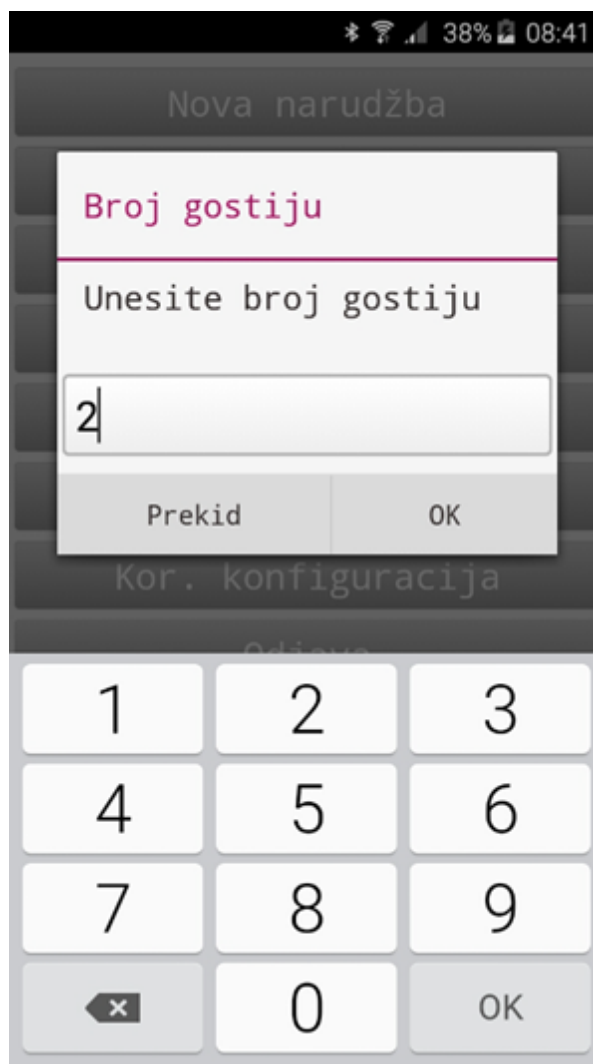 38% 08:41
Nova narudžba
Broj gostiju
Unesite broj gostiju
2
Prekid OK
Kor. konfiguracija
Odjava
1 2 3
4 5 6
7 8 9
0 OK